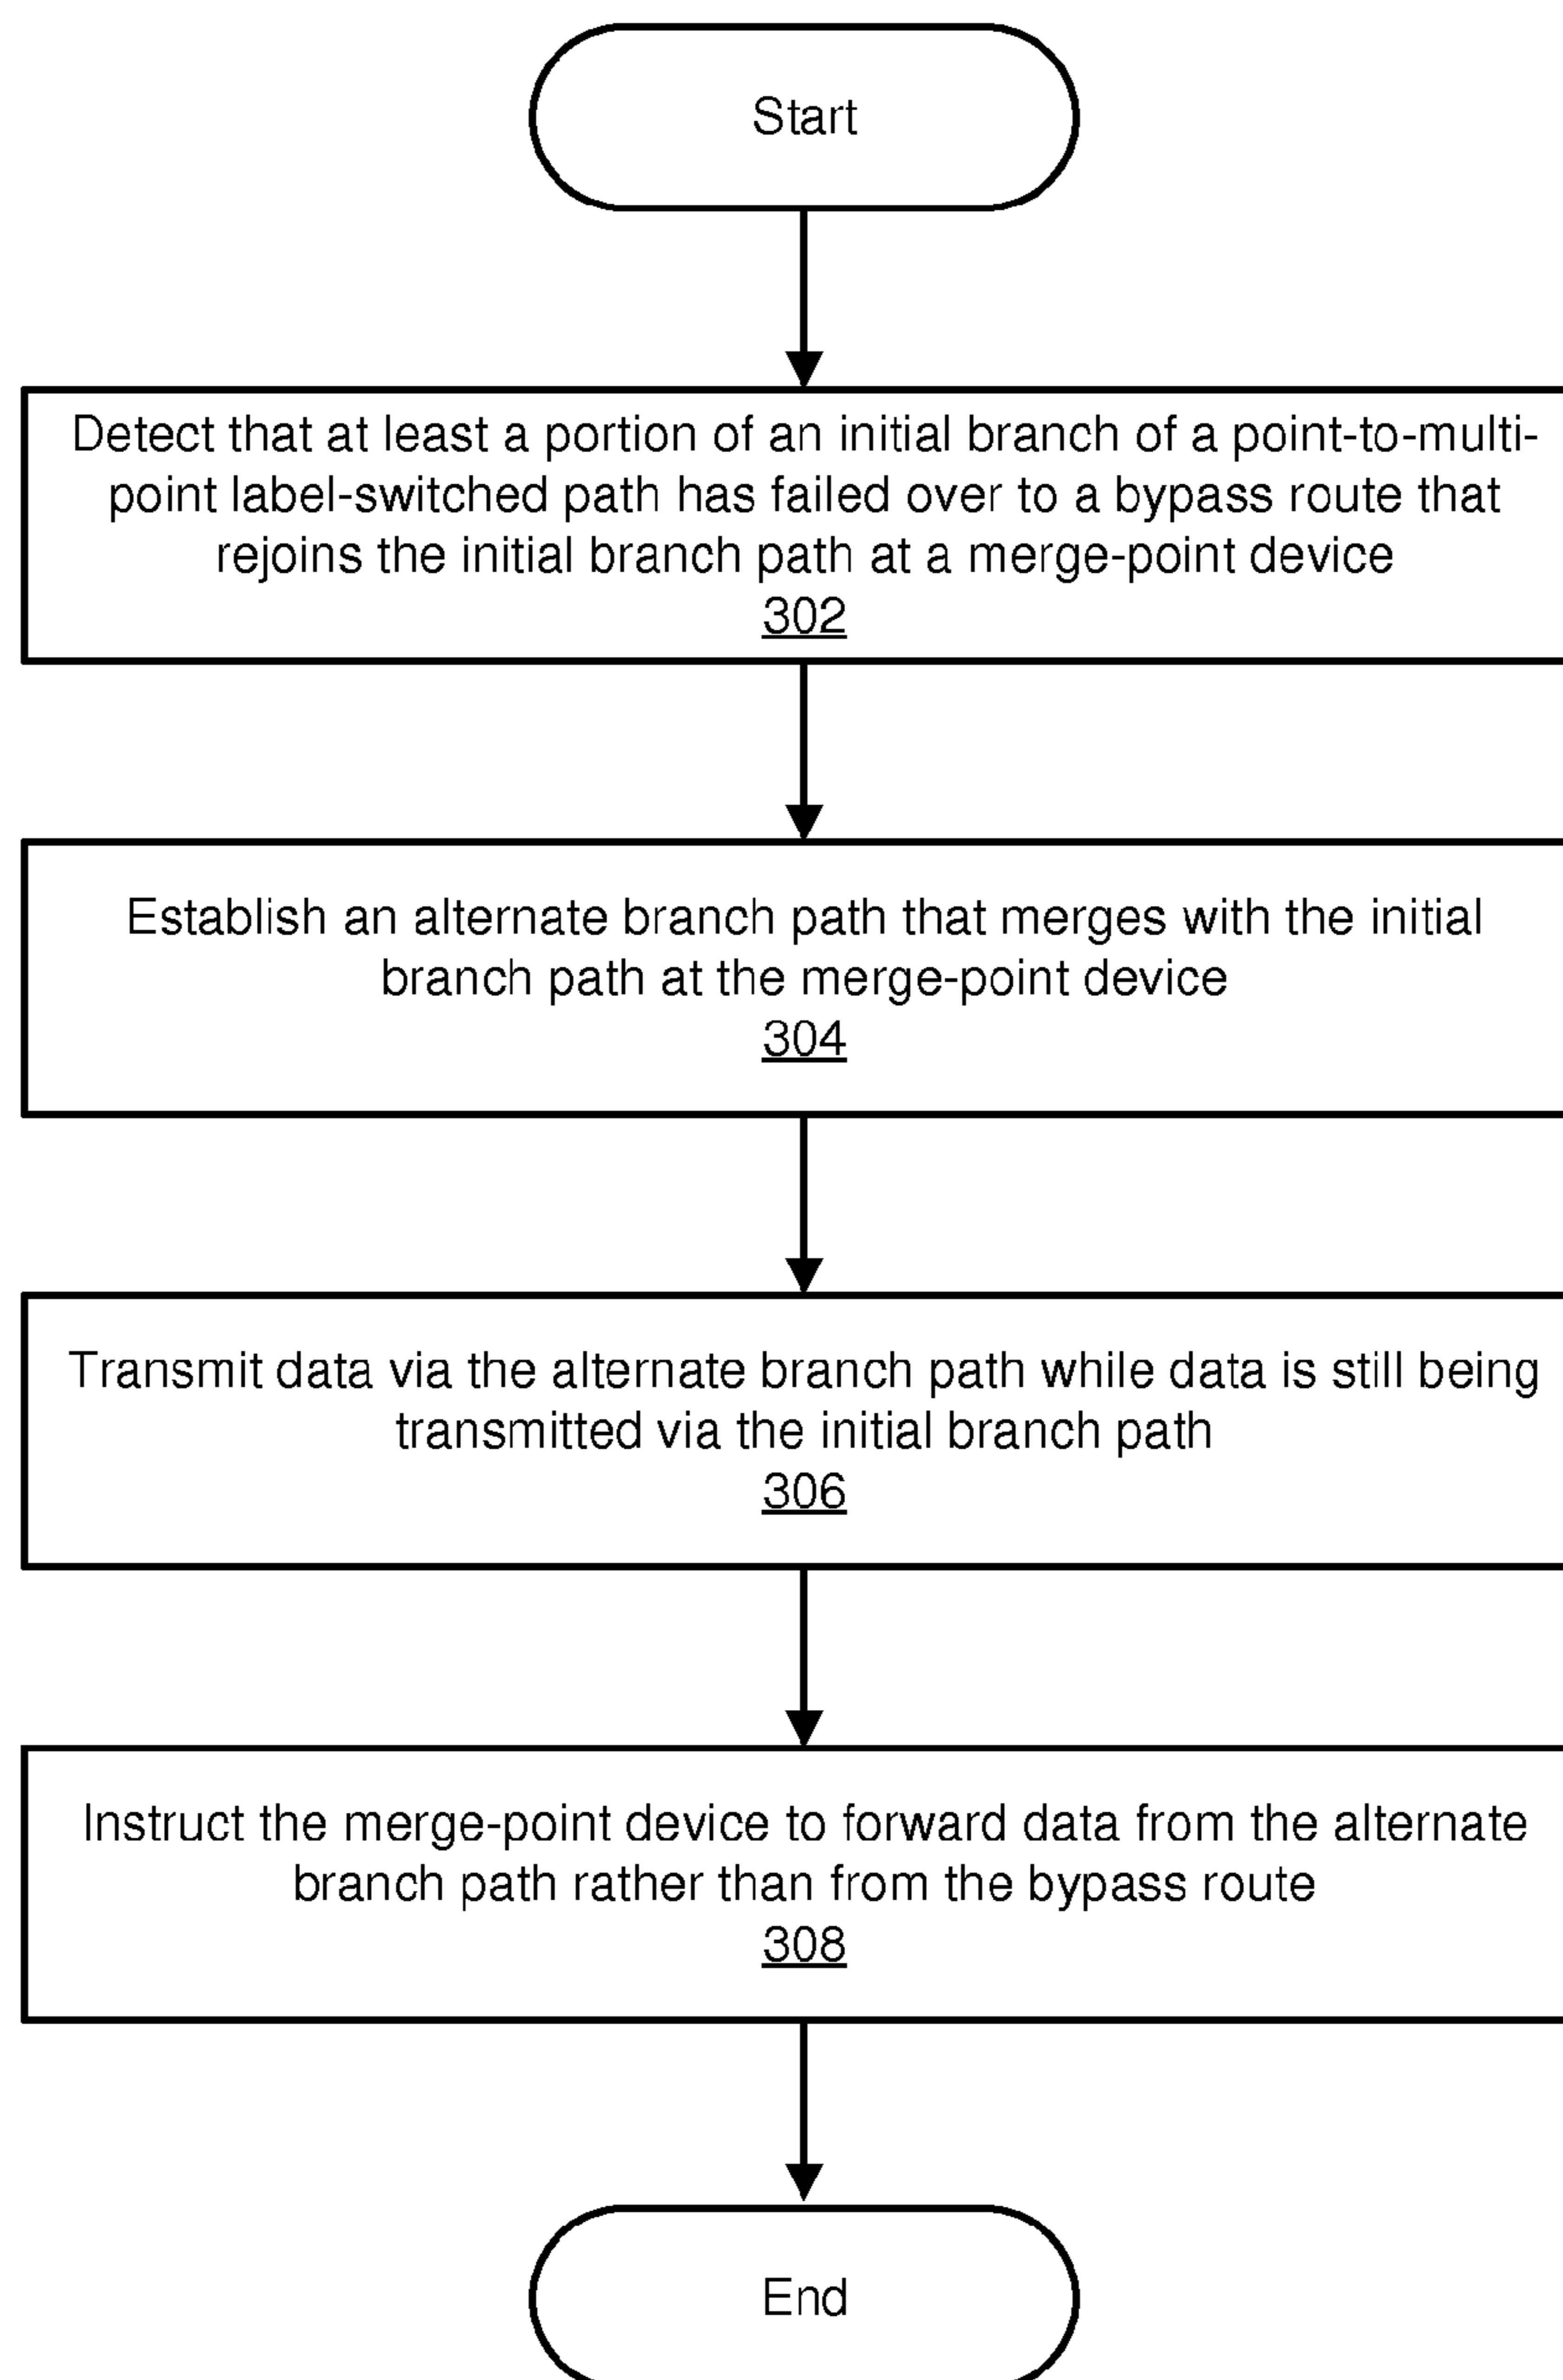 Start
Detect that at least a portion of an initial branch of a point-to-multi-
point label-switched path has failed over to a bypass route that
rejoins the initial branch path at a merge-point device
302
Establish an alternate branch path that merges with the initial
branch path at the merge-point device
304
Transmit data via the alternate branch path while data is still being
transmitted via the initial branch path
306
Instruct the merge-point device to forward data from the alternate
branch path rather than from the bypass route
308
End